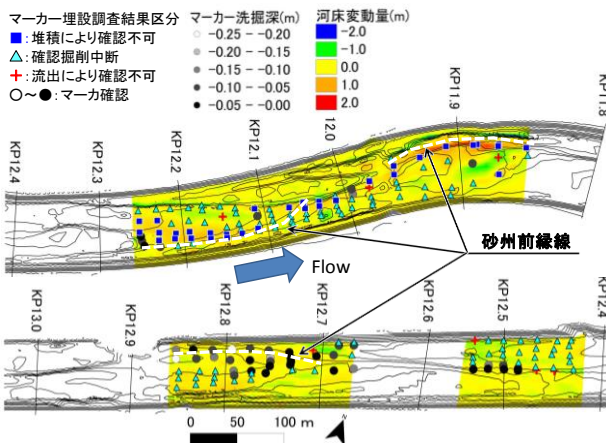 マーカー埋設調査結果区分
■:堆積により確認不可
△:確認掘削中断
+:流出により確認不可
○~●:マーカ確認
マーカー洗掘深(m)
-0.25 - -0.20
-0.20 - -0.15
-0.15 - -0.10
-0.10 - -0.05
-0.05 - -0.00
河床変動量(m)
-2.0
-1.0
0.0
1.0
2.0
KP12.4
KP12.3
KP12.2
KP12.1
12.0
KP11.9
KP11.8
砂州前縁線
Flow
KP13.0
KP12.9
KP12.8
KP12.7
KP12.6
KP12.5
KP12.4
0 50 100 m
N